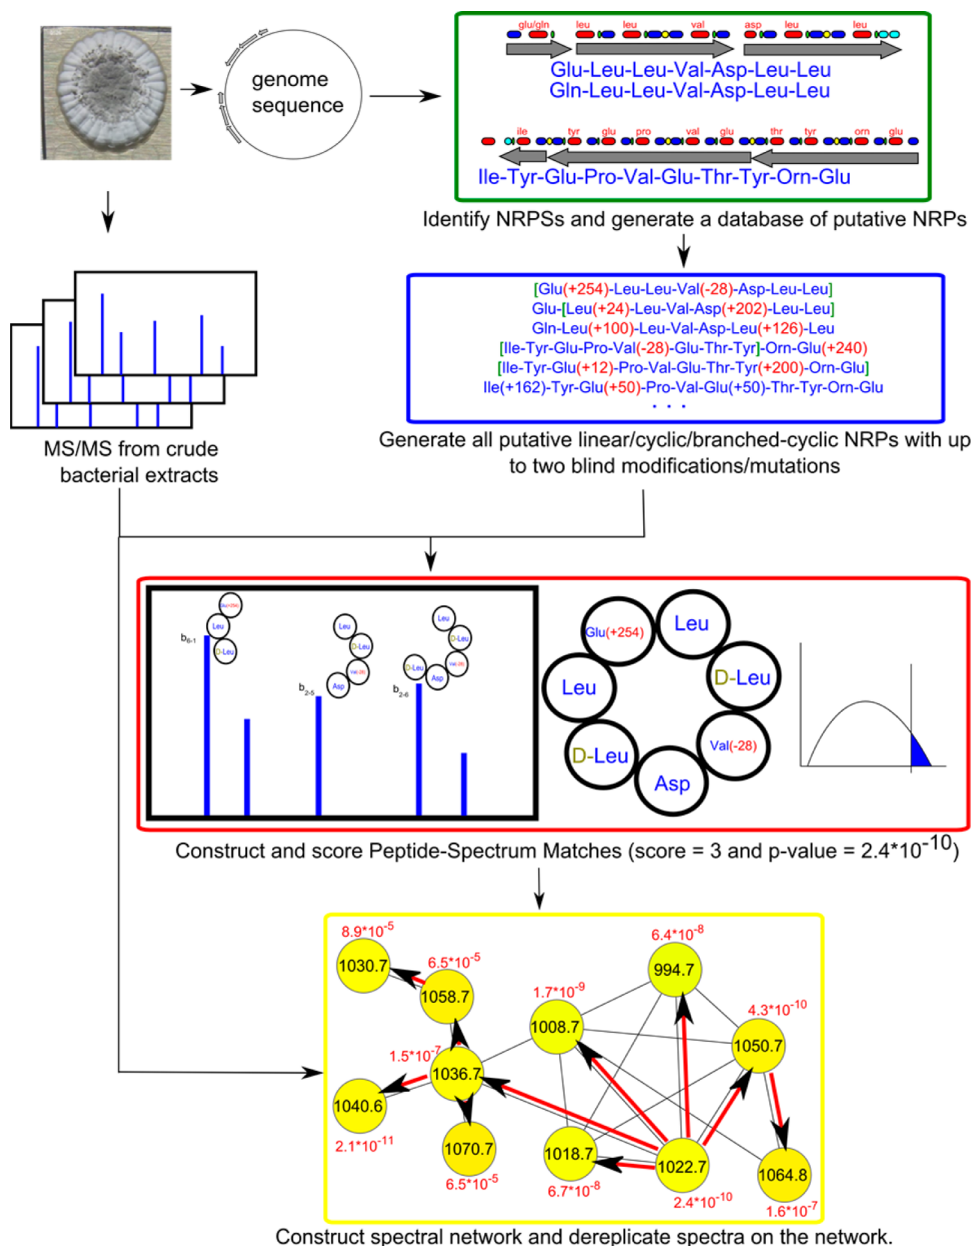 genome
sequence
glu/gln leu leu val asp leu leu
Glu-Leu-Leu-Val-Asp-Leu-Leu
Gln-Leu-Leu-Val-Asp-Leu-Leu
ile tyr glu pro val glu thr tyr orn glu
Ile-Tyr-Glu-Pro-Val-Glu-Thr-Tyr-Orn-Glu
Identify NRPSs and generate a database of putative NRPs
[Glu(+254)-Leu-Leu-Val(-28)-Asp-Leu-Leu]
Glu-[Leu(+24)-Leu-Val-Asp(+202)-Leu-Leu]
Gln-Leu(+100)-Leu-Val-Asp-Leu(+126)-Leu
[Ile-Tyr-Glu-Pro-Val(-28)-Glu-Thr-Tyr]-Orn-Glu(+240)
[Ile-Tyr-Glu(+12)-Pro-Val-Glu-Thr-Tyr(+200)-Orn-Glu]
Ile(+162)-Tyr-Glu(+50)-Pro-Val-Glu(+50)-Thr-Tyr-Orn-Glu
. . .
MS/MS from crude
bacterial extracts
Generate all putative linear/cyclic/branched-cyclic NRPs with up
to two blind modifications/mutations
b6-1
Glu(+254)
Leu
D-Leu
b2-5
Leu
D-Leu
Val(-28)
Asp
b2-6
Leu
D-Leu
Val(-28)
Asp
D-Leu
Glu(+254)
Leu
D-Leu
Val(-28)
Asp
D-Leu
Leu
Construct and score Peptide-Spectrum Matches (score = 3 and p-value = 2.4*10-10)
8.9*10-5
1030.7
6.5*10-5
1058.7
1.5*10-7
1036.7
1040.6
2.1*10-11
1070.7
6.5*10-5
1.7*10-9
1008.7
6.4*10-8
994.7
4.3*10-10
1050.7
1018.7
6.7*10-8
1022.7
2.4*10-10
1064.8
1.6*10-7
Construct spectral network and dereplicate spectra on the network.